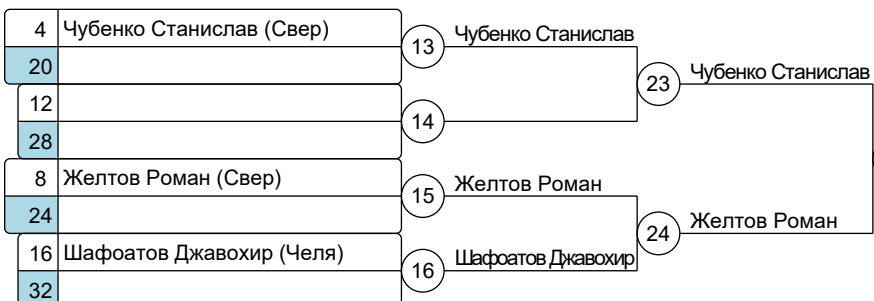 4 Чубенко Станислав (Свер)
20
12
28
8 Желтов Роман (Свер)
24
16 Шафоатов Джавохир (Челя)
32
13 Чубенко Станислав
14
15 Желтов Роман
16 Шафоатов Джавохир
23 Чубенко Станислав
24 Желтов Роман